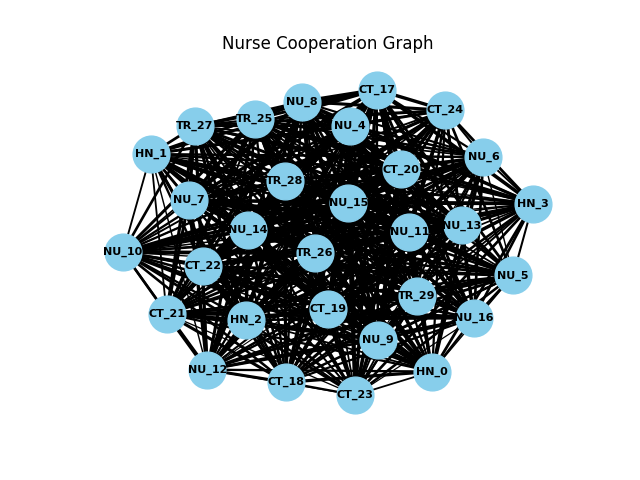 Nurse Cooperation Graph
CT_17
NU_8
CT_24
TR_25
TR_27
NU_4
HN_1
NU_6
CT_20
TR_28
NU_7
NU_15
HN_3
NU_13
NU_14
NU_11
NU_10
TR_26
CT_22
NU_5
TR_29
CT_19
CT_21
HN_2
NU_16
NU_9
NU_12
HN_0
CT_18
CT_23